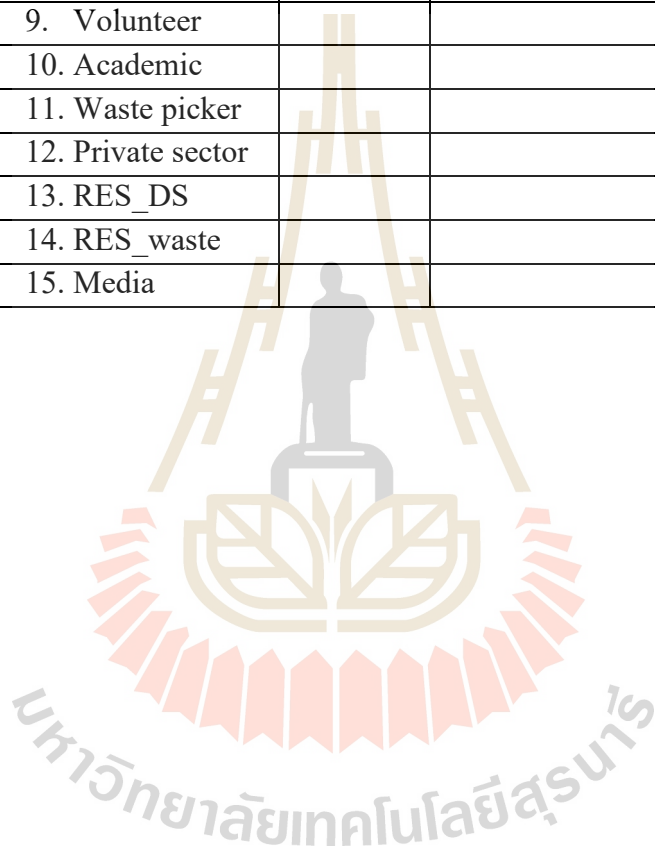 9. Volunteer
10. Academic
11. Waste picker
12. Private sector
13. RES_DS
14. RES_waste
15. Media
มหาวิทยาลัยเทคโนโลยีสุรนารี